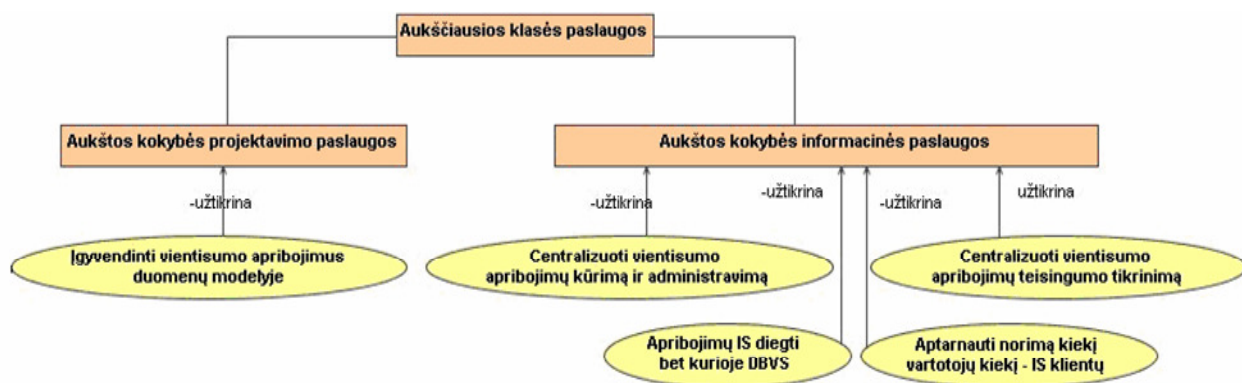 Aukščiausios klasės paslaugos
Aukštos kokybės projektavimo paslaugos
Aukštos kokybės informacinės paslaugos
-užtikrina
-užtikrina
-užtikrina
-užtikrina
užtikrina
Įgyvendinti vientisumo apribojimus
duomenų modelyje
Centralizuoti vientisumo
apribojimų kūrimą ir administravimą
Centralizuoti vientisumo
apribojimų teisingumo tikrinimą
Apribojimų IS diegti
bet kurioje DBVS
Aptarnauti norimą kiekį
vartotojų kiekį - IS klientų